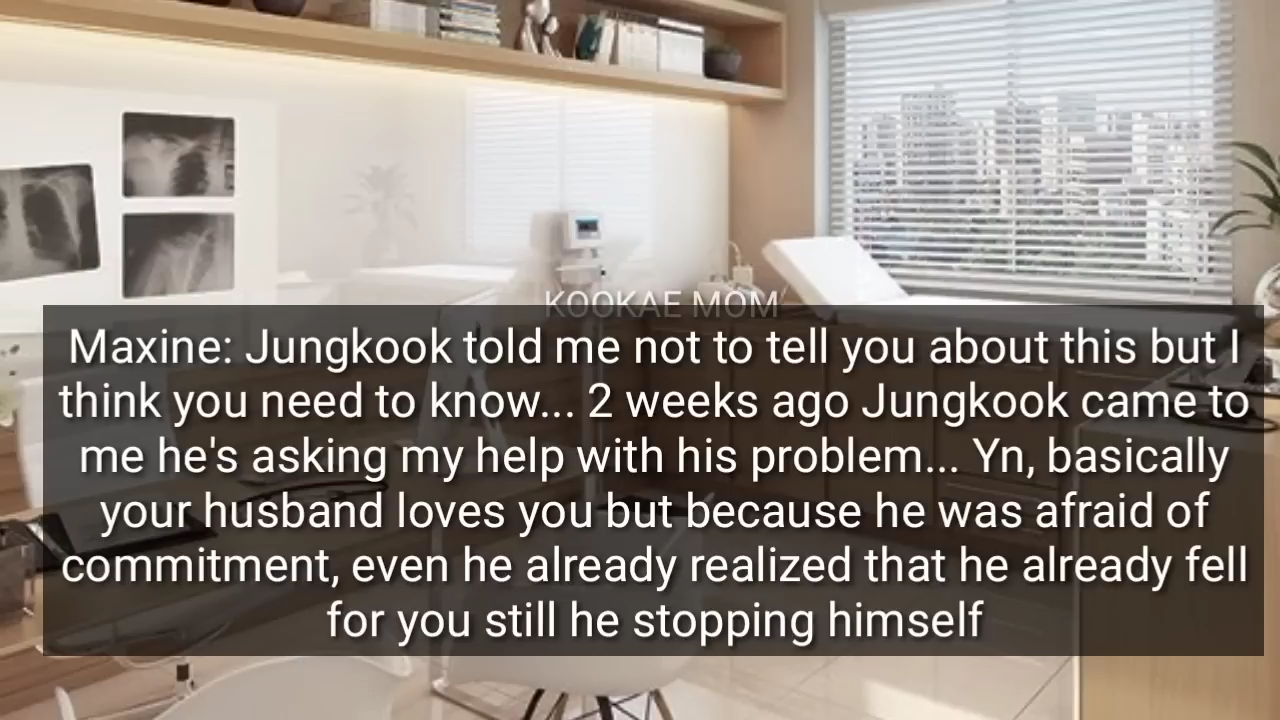 KOOKAE MOM
Maxine: Jungkook told me not to tell you about this but I
think you need to know... 2 weeks ago Jungkook came to
me he's asking my help with his problem... Yn, basically
your husband loves you but because he was afraid of
commitment, even he already realized that he already fell
for you still he stopping himself